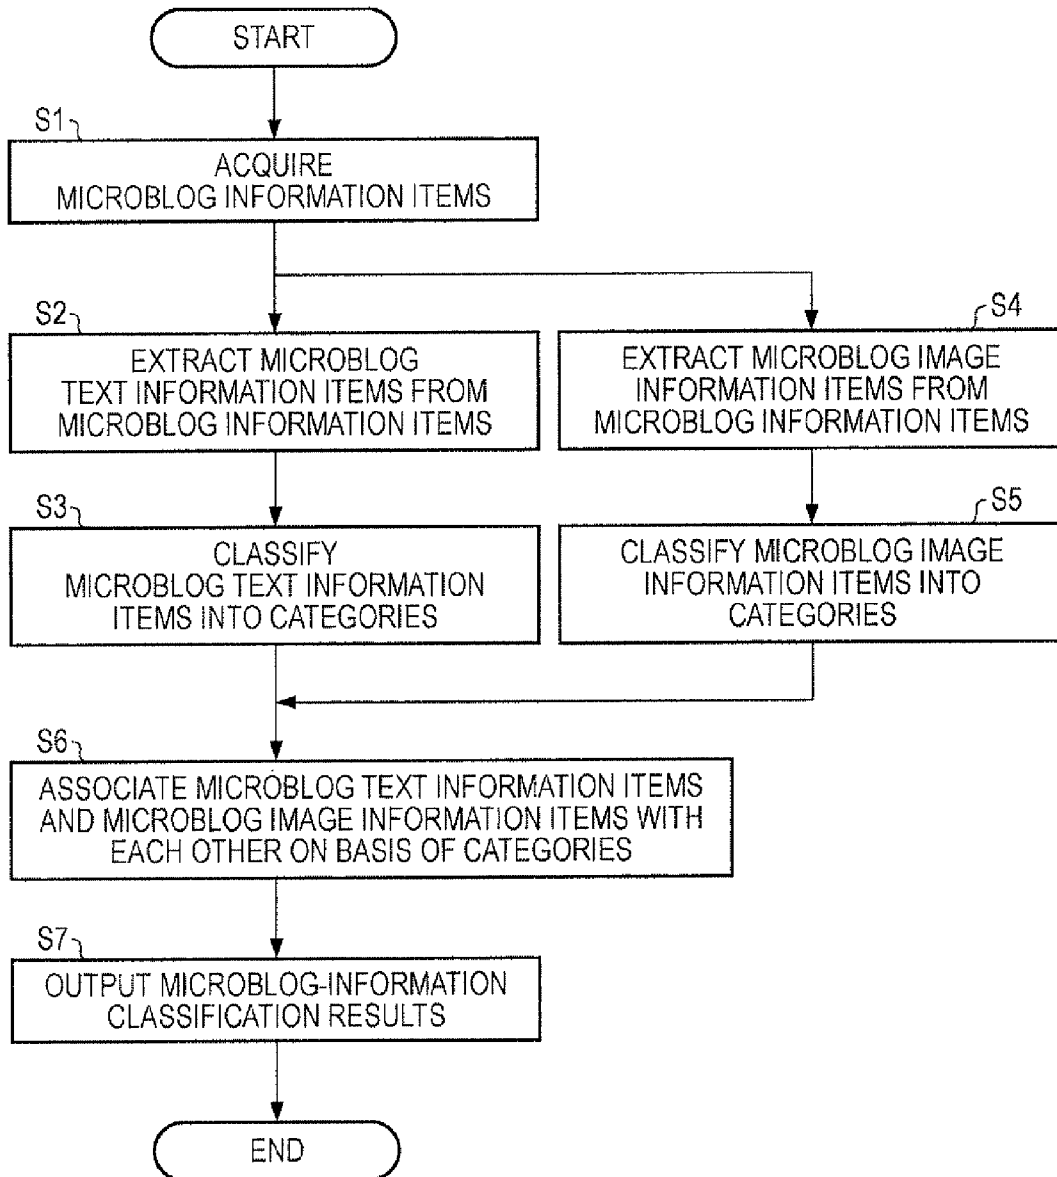 START
S1
ACQUIRE
MICROBLOG INFORMATION ITEMS
S2
EXTRACT MICROBLOG
TEXT INFORMATION ITEMS FROM
MICROBLOG INFORMATION ITEMS
S4
EXTRACT MICROBLOG IMAGE
INFORMATION ITEMS FROM
MICROBLOG INFORMATION ITEMS
S3
CLASSIFY
MICROBLOG TEXT INFORMATION
ITEMS INTO CATEGORIES
S5
CLASSIFY MICROBLOG IMAGE
INFORMATION ITEMS INTO
CATEGORIES
S6
ASSOCIATE MICROBLOG TEXT INFORMATION ITEMS
AND MICROBLOG IMAGE INFORMATION ITEMS WITH
EACH OTHER ON BASIS OF CATEGORIES
S7
OUTPUT MICROBLOG-INFORMATION
CLASSIFICATION RESULTS
END